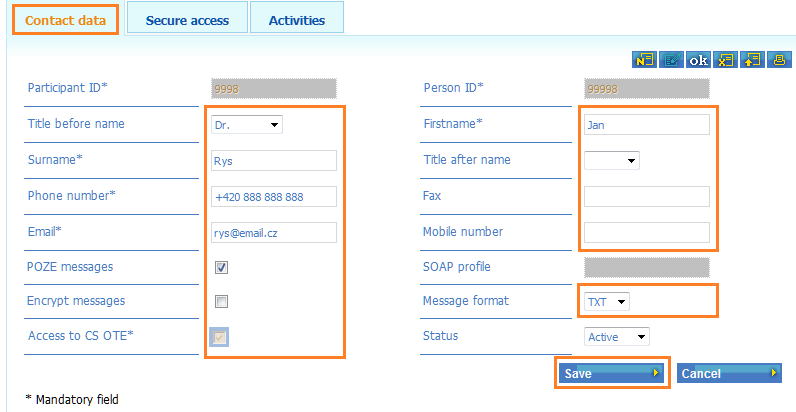 Contact data Secure access Activities
N ok x
Participant ID* 9998 Person ID* 99998
Title before name Dr. Firstname* Jan
Surname* Rys Title after name
Phone number* +420 888 888 888 Fax
Email* rys@email.cz Mobile number
POZE messages SOAP profile
Encrypt messages Message format TXT
Access to CS OTE* Status Active
Save Cancel
* Mandatory field